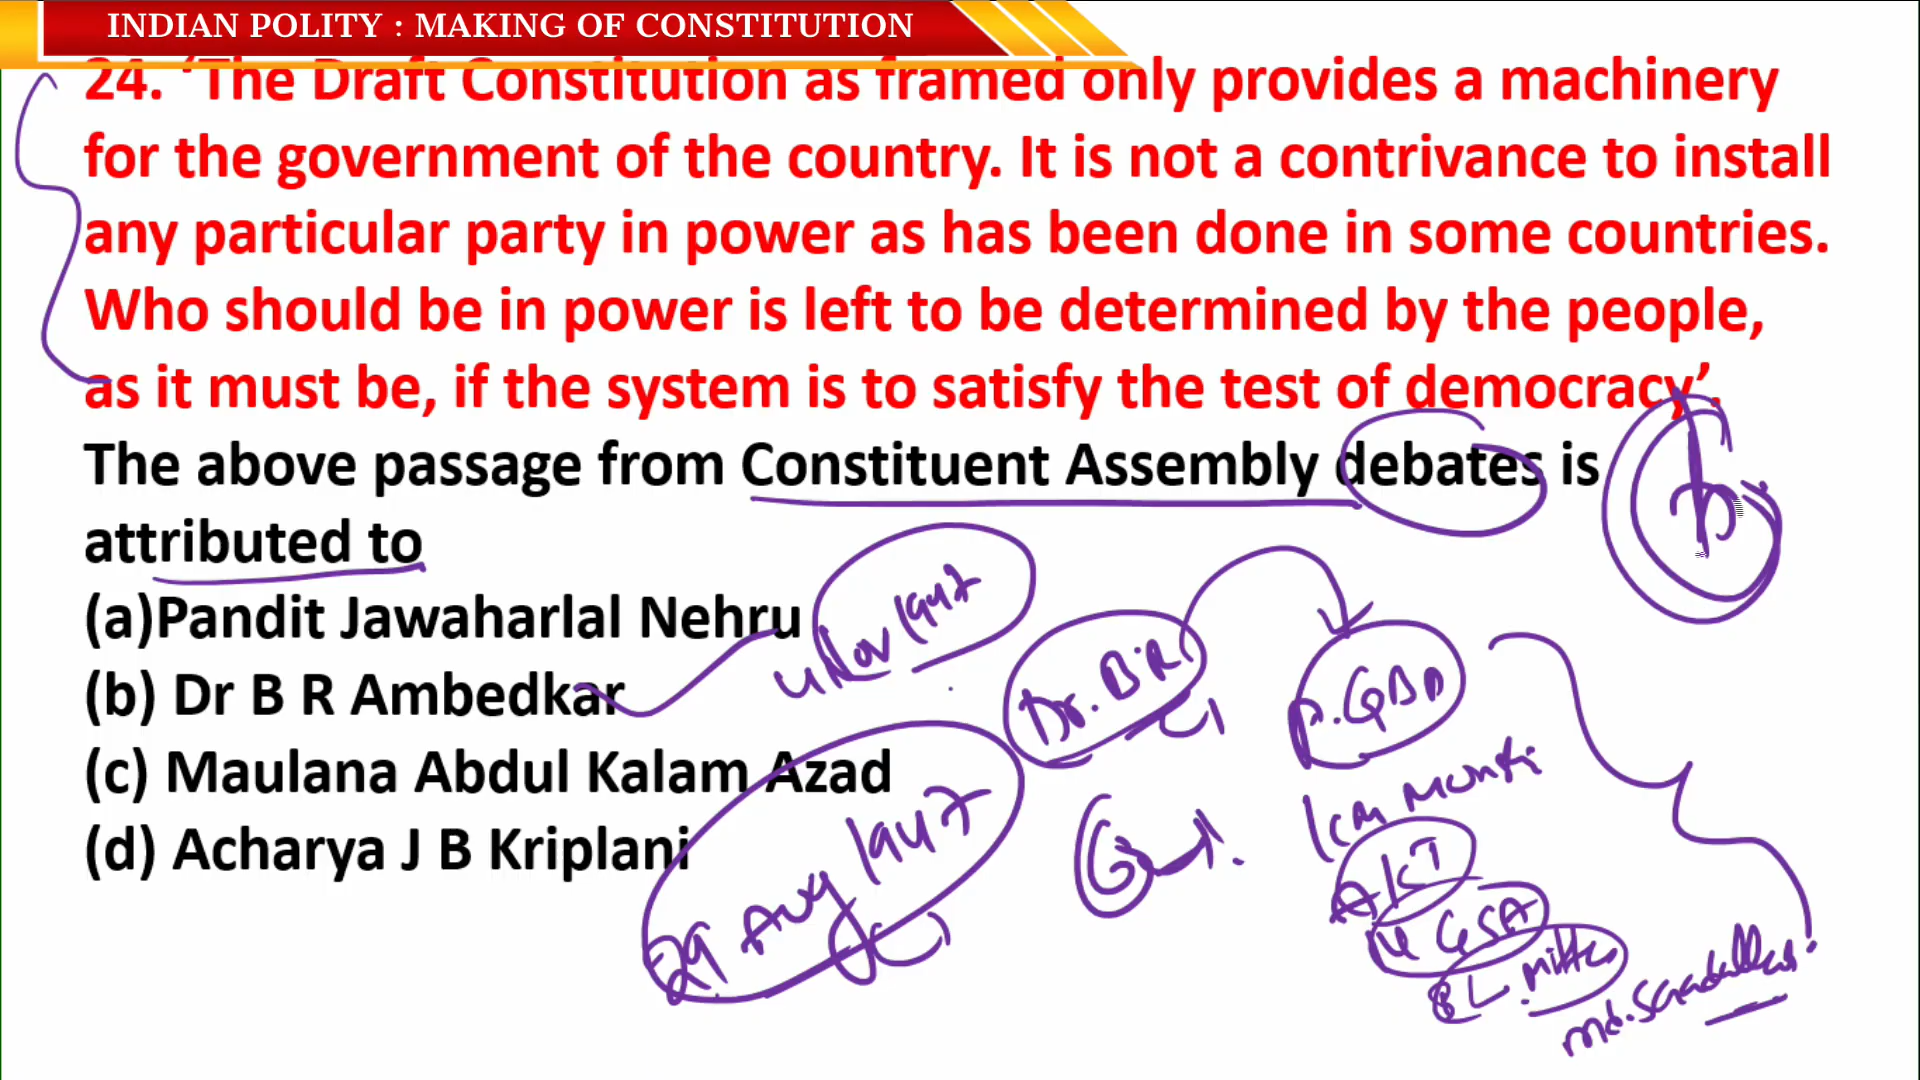 INDIAN POLITY : MAKING OF CONSTITUTION
24. ‘The Draft Constitution as framed only provides a machinery
for the government of the country. It is not a contrivance to install
any particular party in power as has been done in some countries.
Who should be in power is left to be determined by the people,
as it must be, if the system is to satisfy the test of democracy’.
The above passage from Constituent Assembly debates is
attributed to
(a)Pandit Jawaharlal Nehru
(b) Dr B R Ambedkar
(c) Maulana Abdul Kalam Azad
(d) Acharya J B Kriplani
4 Nov 1947
29 Aug 1947
Dr. BR
P. GBP
KM Munshi
AKT
N GSA
BL Mitter
Md. Saadullah